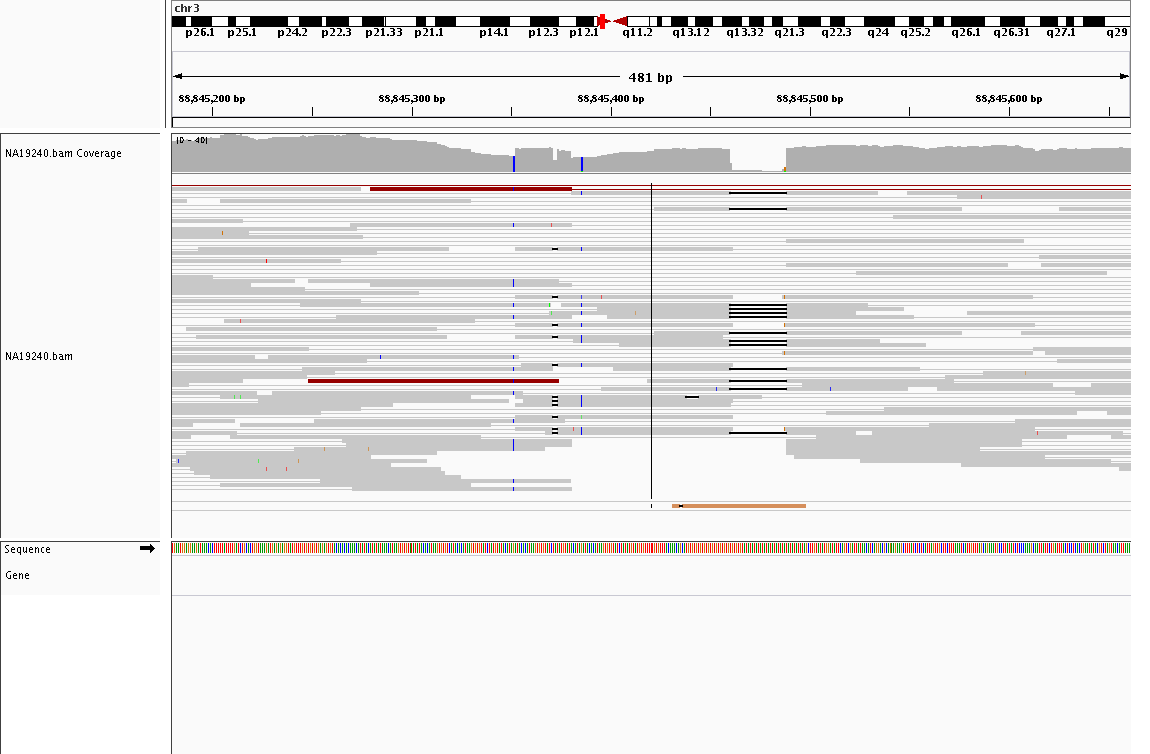 chr3
p26.1 p25.1 p24.2 p22.3 p21.33 p21.1 p14.1 p12.3 p12.1 q11.2 q13.12 q13.32 q21.3 q22.3 q24 q25.2 q26.1 q26.31 q27.1 q29
481 bp
88,845,200 bp 88,845,300 bp 88,845,400 bp 88,845,500 bp 88,845,600 bp
[0 - 40]
NA19240.bam Coverage
NA19240.bam
Sequence
Gene